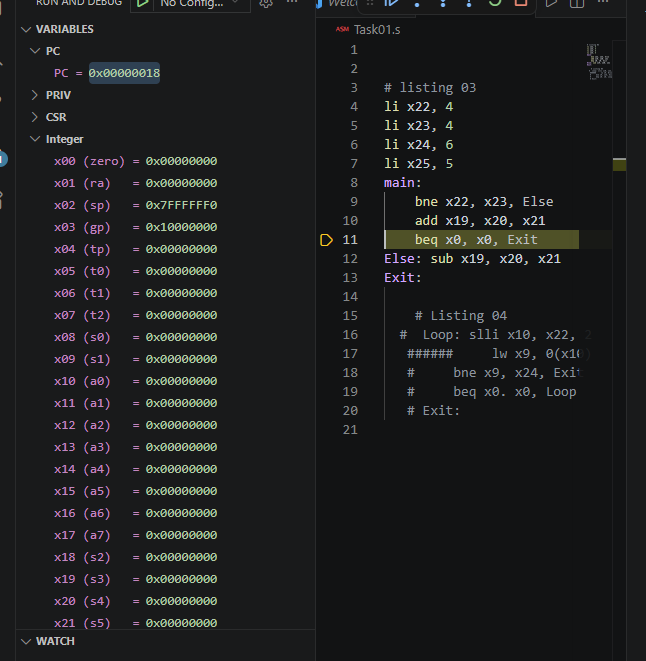 RUN AND DEBUG No Config...
VARIABLES
PC
PC = 0x00000018
PRIV
CSR
Integer
x00 (zero) = 0x00000000
x01 (ra) = 0x00000000
x02 (sp) = 0x7FFFFFF0
x03 (gp) = 0x10000000
x04 (tp) = 0x00000000
x05 (t0) = 0x00000000
x06 (t1) = 0x00000000
x07 (t2) = 0x00000000
x08 (s0) = 0x00000000
x09 (s1) = 0x00000000
x10 (a0) = 0x00000000
x11 (a1) = 0x00000000
x12 (a2) = 0x00000000
x13 (a3) = 0x00000000
x14 (a4) = 0x00000000
x15 (a5) = 0x00000000
x16 (a6) = 0x00000000
x17 (a7) = 0x00000000
x18 (s2) = 0x00000000
x19 (s3) = 0x00000000
x20 (s4) = 0x00000000
x21 (s5) = 0x00000000
WATCH
Welc
ASM Task01.s
1
2
3 # listing 03
4 li x22, 4
5 li x23, 4
6 li x24, 6
7 li x25, 5
8 main:
9 bne x22, x23, Else
10 add x19, x20, x21
11 beq x0, x0, Exit
12 Else: sub x19, x20, x21
13 Exit:
14
15 # Listing 04
16 # Loop: slli x10, x22, 2
17 ###### lw x9, 0(x10)
18 # bne x9, x24, Exit
19 # beq x0. x0, Loop
20 # Exit:
21